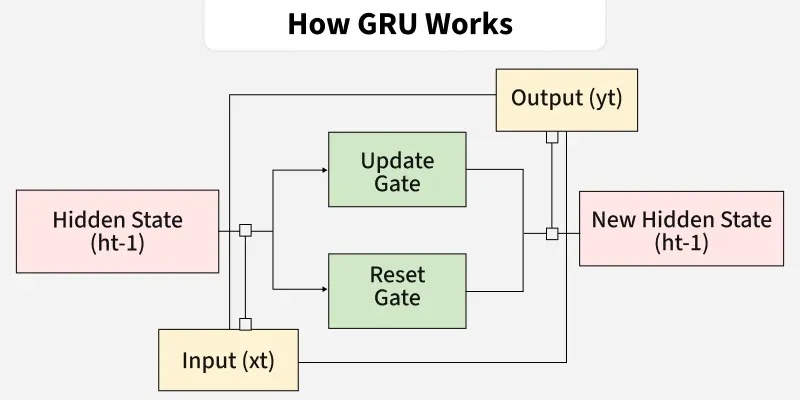 How GRU Works
Output (yt)
Update
Gate
Hidden State
(ht-1)
New Hidden State
(ht-1)
Reset
Gate
Input (xt)